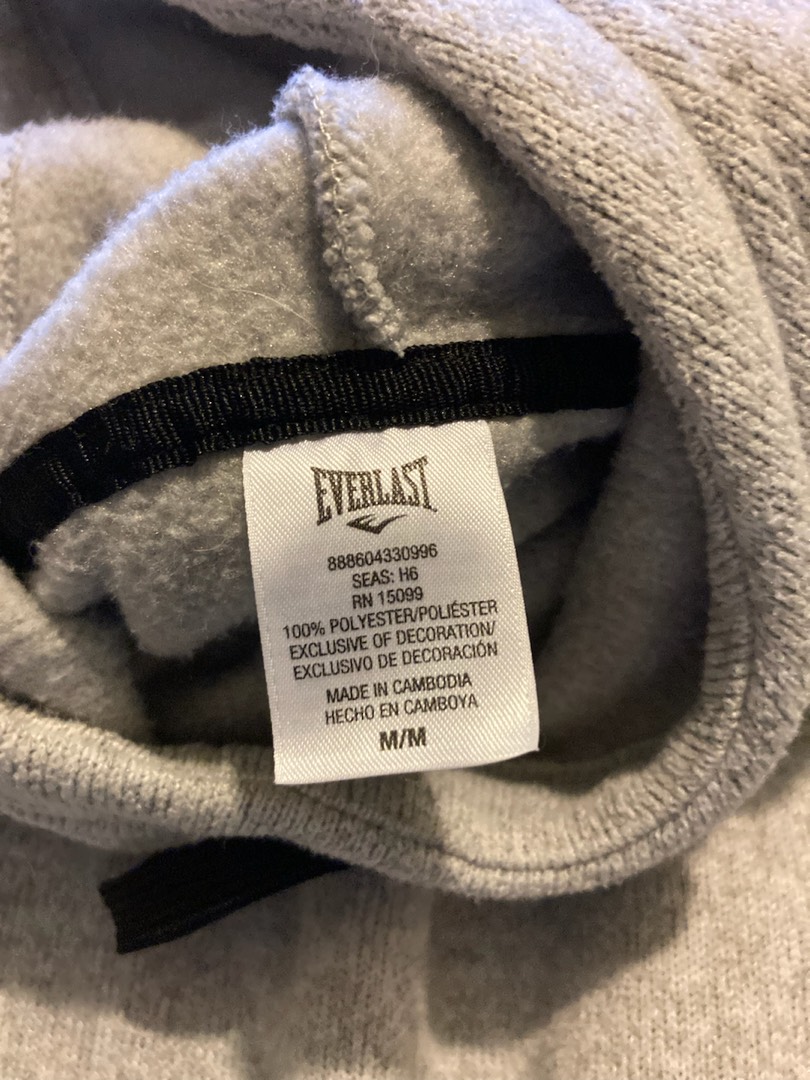 EVERLAST
888604330996
SEAS: H6
RN 15099
100% POLYESTER/POLIÉSTER
EXCLUSIVE OF DECORATION/
EXCLUSIVO DE DECORACIÓN
MADE IN CAMBODIA
HECHO EN CAMBOYA
M/M